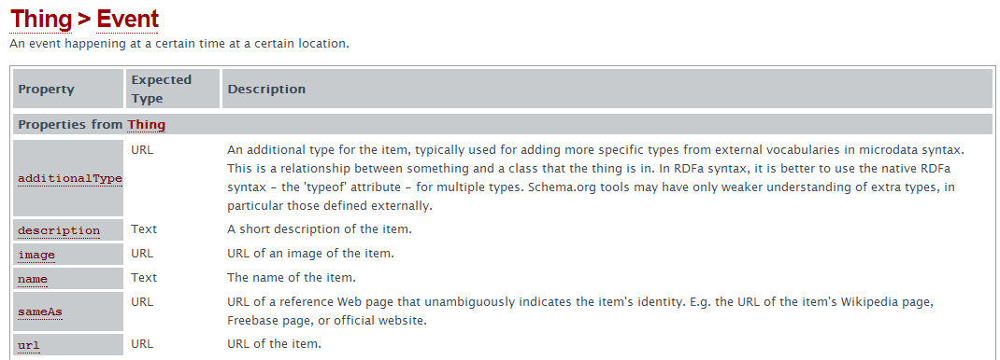 Thing > Event
An event happening at a certain time at a certain location.
Property
Expected
Type
Description
Properties from Thing
additionalType
URL
An additional type for the item, typically used for adding more specific types from external vocabularies in microdata syntax.
This is a relationship between something and a class that the thing is in. In RDFa syntax, it is better to use the native RDFa
syntax - the 'typeof' attribute - for multiple types. Schema.org tools may have only weaker understanding of extra types, in
particular those defined externally.
description
Text
A short description of the item.
image
URL
URL of an image of the item.
name
Text
The name of the item.
sameAs
URL
URL of a reference Web page that unambiguously indicates the item's identity. E.g. the URL of the item's Wikipedia page,
Freebase page, or official website.
url
URL
URL of the item.